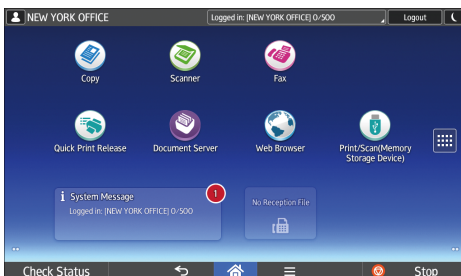 NEW YORK OFFICE
Logged in: [NEW YORK OFFICE] 0/500
Logout
Copy
Scanner
Fax
Quick Print Release
Document Server
Web Browser
Print/Scan(Memory
Storage Device)
System Message
1
Logged in: [NEW YORK OFFICE] 0/500
No Reception File
Check Status
Stop